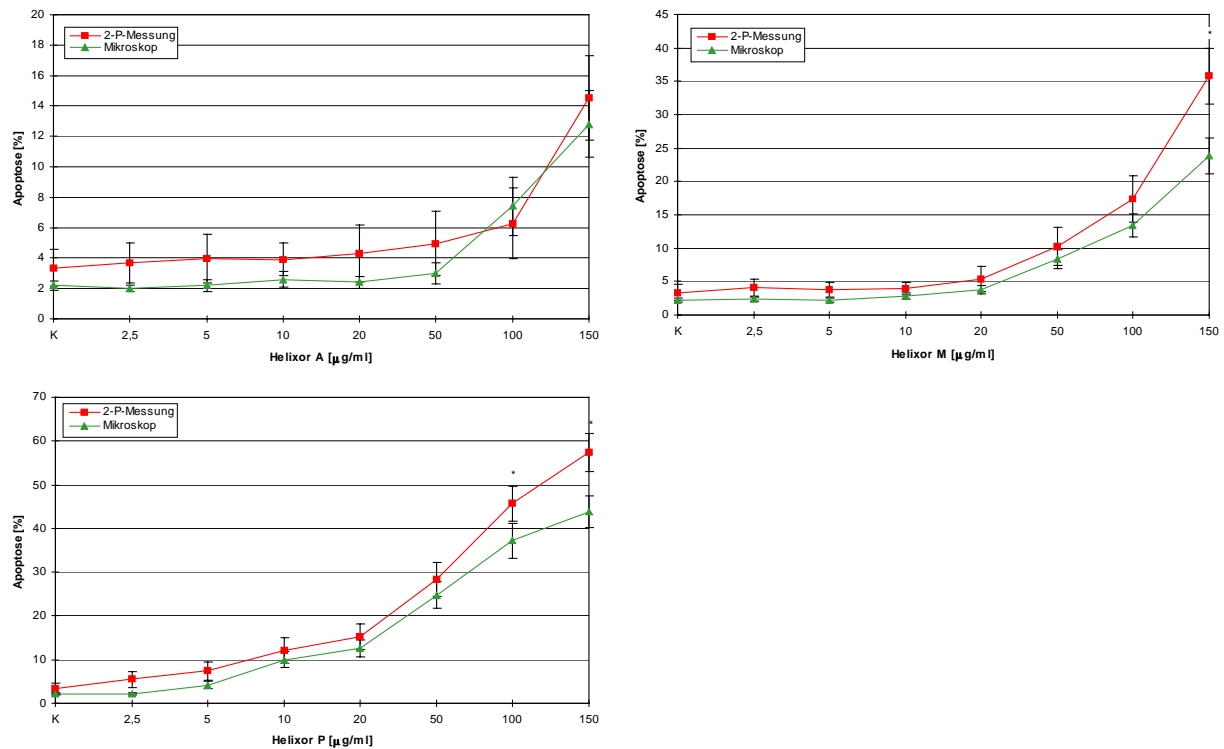 20
18
16
14
12
10
8
6
4
2
0
Apoptose [%]
2-P-Messung
Mikroskop
K 2,5 5 10 20 50 100 150
Helixor A [µg/ml]
45
40
35
30
25
20
15
10
5
0
Apoptose [%]
2-P-Messung
Mikroskop
*
K 2,5 5 10 20 50 100 150
Helixor M [µg/ml]
70
60
50
40
30
20
10
0
Apoptose [%]
2-P-Messung
Mikroskop
*
*
K 2,5 5 10 20 50 100 150
Helixor P [µg/ml]